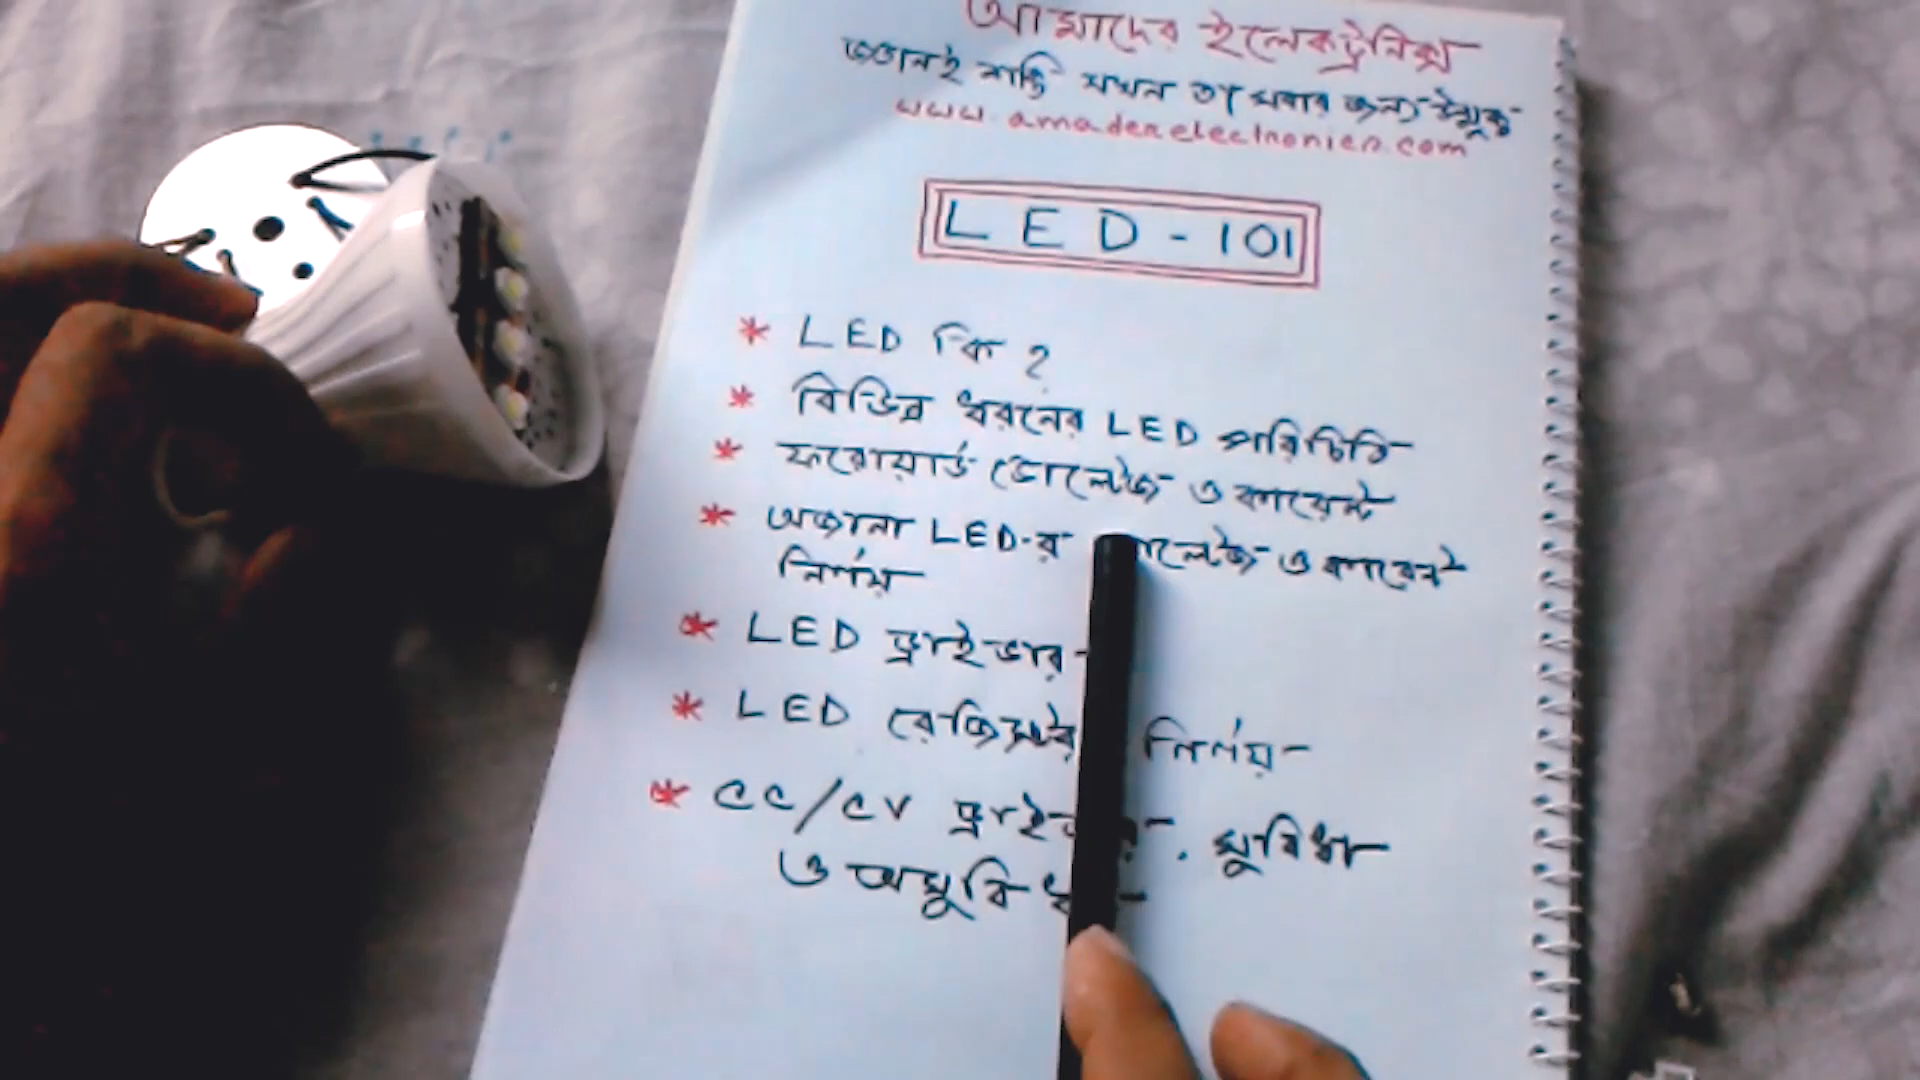 আমাদের ইলেকট্রনিক্স
জ্ঞানই শক্তি যখন তা সবার জন্য উন্মুক্ত
www.amaderelectronics.com
LED-101
* LED কি ?
* বিভিন্ন ধরনের LED পরিচিতি
* ফরোয়ার্ড ভোল্টেজ ও কারেন্ট
* অজানা LED-র ও কারেন্ট
নির্ণয়
* LED ড্রাইভার
* LED রেজিস্টর নির্ণয়
* CC/CV সুবিধা
ও অসুবিধা